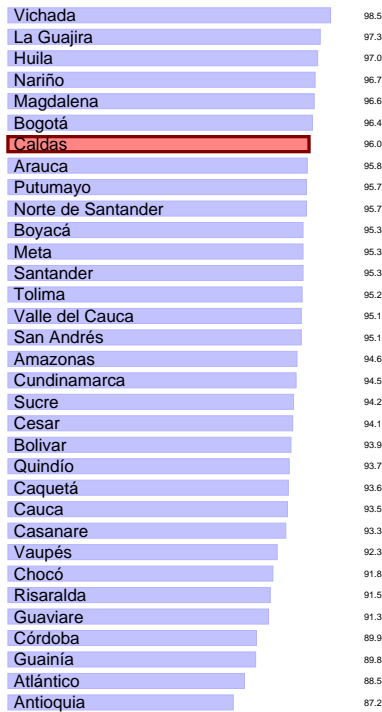 Vichada 98.5
La Guajira 97.3
Huila 97.0
Nariño 96.7
Magdalena 96.6
Bogotá 96.4
Caldas 96.0
Arauca 95.8
Putumayo 95.7
Norte de Santander 95.7
Boyacá 95.3
Meta 95.3
Santander 95.3
Tolima 95.2
Valle del Cauca 95.1
San Andrés 95.1
Amazonas 94.6
Cundinamarca 94.5
Sucre 94.2
Cesar 94.1
Bolivar 93.9
Quindío 93.7
Caquetá 93.6
Cauca 93.5
Casanare 93.3
Vaupés 92.3
Chocó 91.8
Risaralda 91.5
Guaviare 91.3
Córdoba 89.9
Guainía 89.8
Atlántico 88.5
Antioquia 87.2